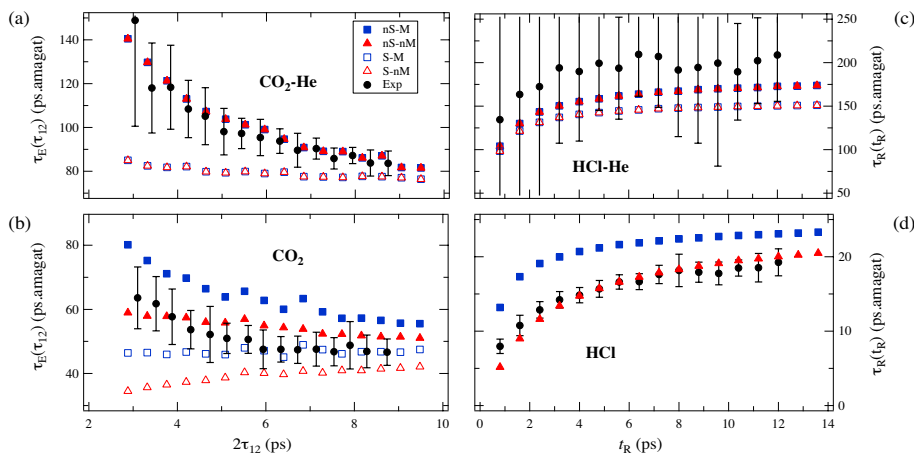 (a)
τE(τ12) (ps.amagat)
140
120
100
80
CO2-He
nS-M
nS-nM
S-M
S-nM
Exp
(b)
τE(τ12) (ps.amagat)
80
60
40
CO2
2
4
6
8
10
2τ12 (ps)
(c)
250
200
150
100
50
τR(tR) (ps.amagat)
HCl-He
(d)
20
10
0
τR(tR) (ps.amagat)
HCl
0
2
4
6
8
10
12
14
tR (ps)